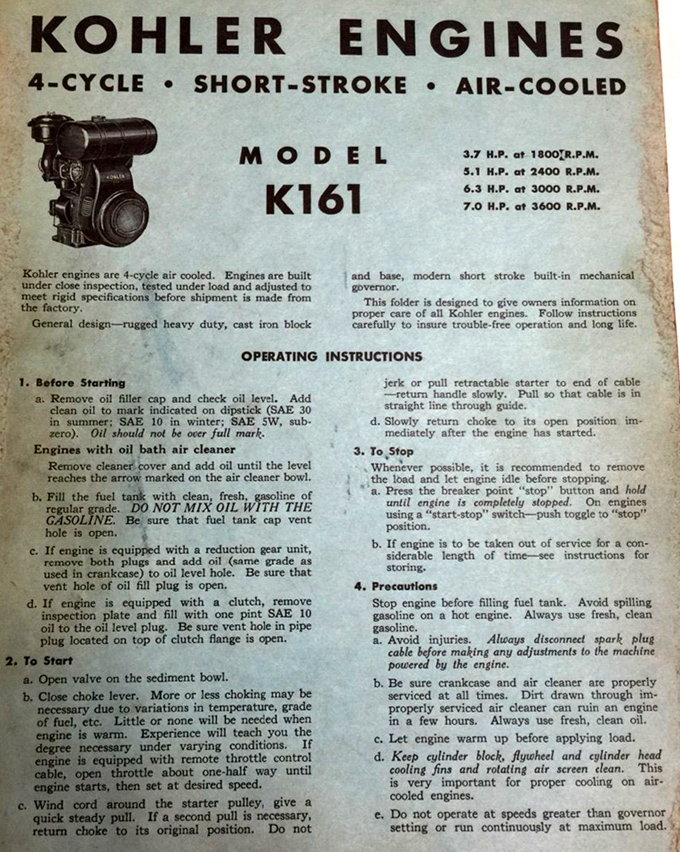 KOHLER ENGINES
4-CYCLE • SHORT-STROKE • AIR-COOLED
KOHLER
MODEL
K161
3.7 H.P. at 1800 R.P.M.
5.1 H.P. at 2400 R.P.M.
6.3 H.P. at 3000 R.P.M.
7.0 H.P. at 3600 R.P.M.
Kohler engines are 4-cycle air cooled. Engines are built
under close inspection, tested under load and adjusted to
meet rigid specifications before shipment is made from
the factory.
General design—rugged heavy duty, cast iron block
and base, modern short stroke built-in mechanical
governor.
This folder is designed to give owners information on
proper care of all Kohler engines. Follow instructions
carefully to insure trouble-free operation and long life.
OPERATING INSTRUCTIONS
1. Before Starting
a. Remove oil filler cap and check oil level. Add
clean oil to mark indicated on dipstick (SAE 30
in summer; SAE 10 in winter; SAE 5W, sub-
zero). Oil should not be over full mark.
Engines with oil bath air cleaner
Remove cleaner cover and add oil until the level
reaches the arrow marked on the air cleaner bowl.
b. Fill the fuel tank with clean, fresh, gasoline of
regular grade. DO NOT MIX OIL WITH THE
GASOLINE. Be sure that fuel tank cap vent
hole is open.
c. If engine is equipped with a reduction gear unit,
remove both plugs and add oil (same grade as
used in crankcase) to oil level hole. Be sure that
vent hole of oil fill plug is open.
d. If engine is equipped with a clutch, remove
inspection plate and fill with one pint SAE 10
oil to the oil level plug. Be sure vent hole in pipe
plug located on top of clutch flange is open.
2. To Start
a. Open valve on the sediment bowl.
b. Close choke lever. More or less choking may be
necessary due to variations in temperature, grade
of fuel, etc. Little or none will be needed when
engine is warm. Experience will teach you the
degree necessary under varying conditions. If
engine is equipped with remote throttle control
cable, open throttle about one-half way until
engine starts, then set at desired speed.
c. Wind cord around the starter pulley, give a
quick steady pull. If a second pull is necessary,
return choke to its original position. Do not
jerk or pull retractable starter to end of cable
—return handle slowly. Pull so that cable is in
straight line through guide.
d. Slowly return choke to its open position im-
mediately after the engine has started.
3. To Stop
Whenever possible, it is recommended to remove
the load and let engine idle before stopping.
a. Press the breaker point "stop" button and hold
until engine is completely stopped. On engines
using a "start-stop" switch—push toggle to "stop"
position.
b. If engine is to be taken out of service for a con-
siderable length of time—see instructions for
storing.
4. Precautions
Stop engine before filling fuel tank. Avoid spilling
gasoline on a hot engine. Always use fresh, clean
gasoline.
a. Avoid injuries. Always disconnect spark plug
cable before making any adjustments to the machine
powered by the engine.
b. Be sure crankcase and air cleaner are properly
serviced at all times. Dirt drawn through im-
properly serviced air cleaner can ruin an engine
in a few hours. Always use fresh, clean oil.
c. Let engine warm up before applying load.
d. Keep cylinder block, flywheel and cylinder head
cooling fins and rotating air screen clean. This
is very important for proper cooling on air-
cooled engines.
e. Do not operate at speeds greater than governor
setting or run continuously at maximum load.